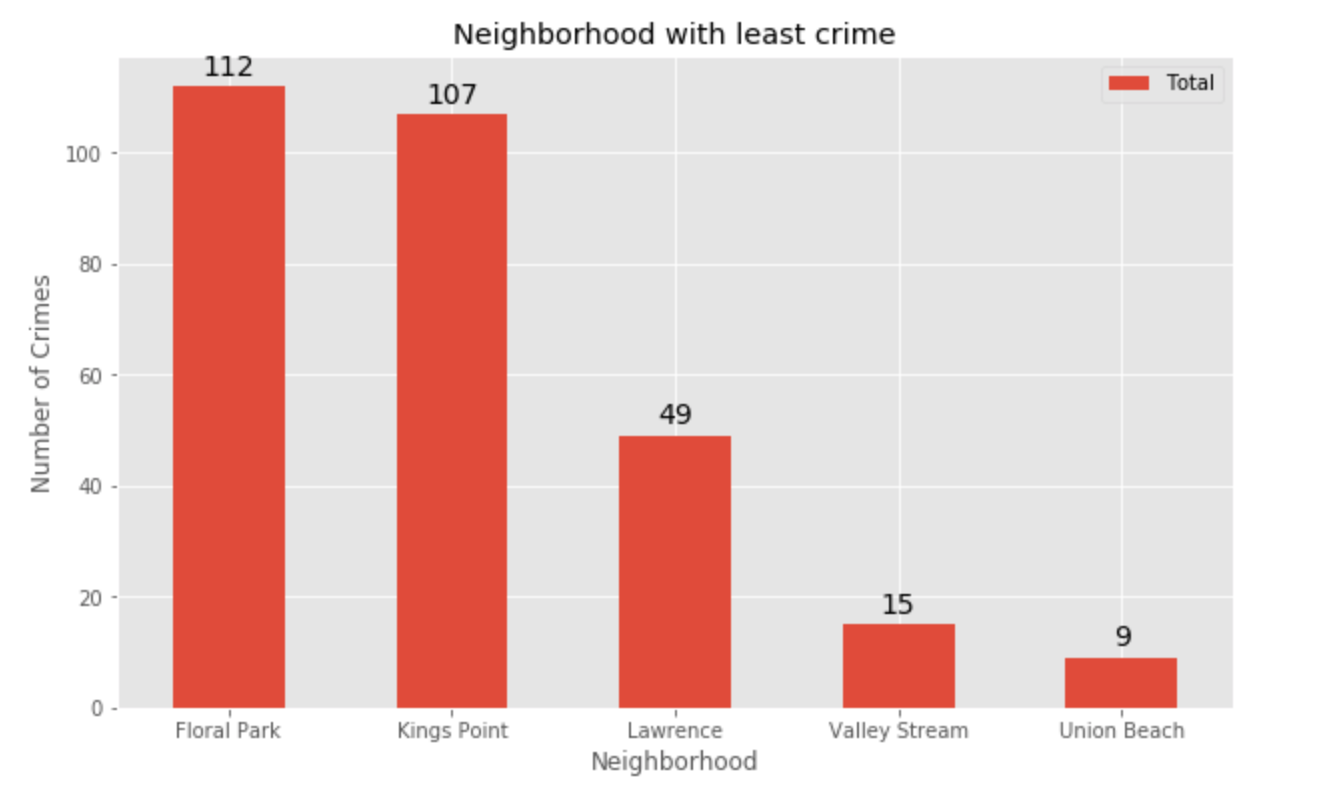 Neighborhood with least crime
Total
112
107
49
15
9
100
80
60
40
20
0
Number of Crimes
Floral Park
Kings Point
Lawrence
Valley Stream
Union Beach
Neighborhood